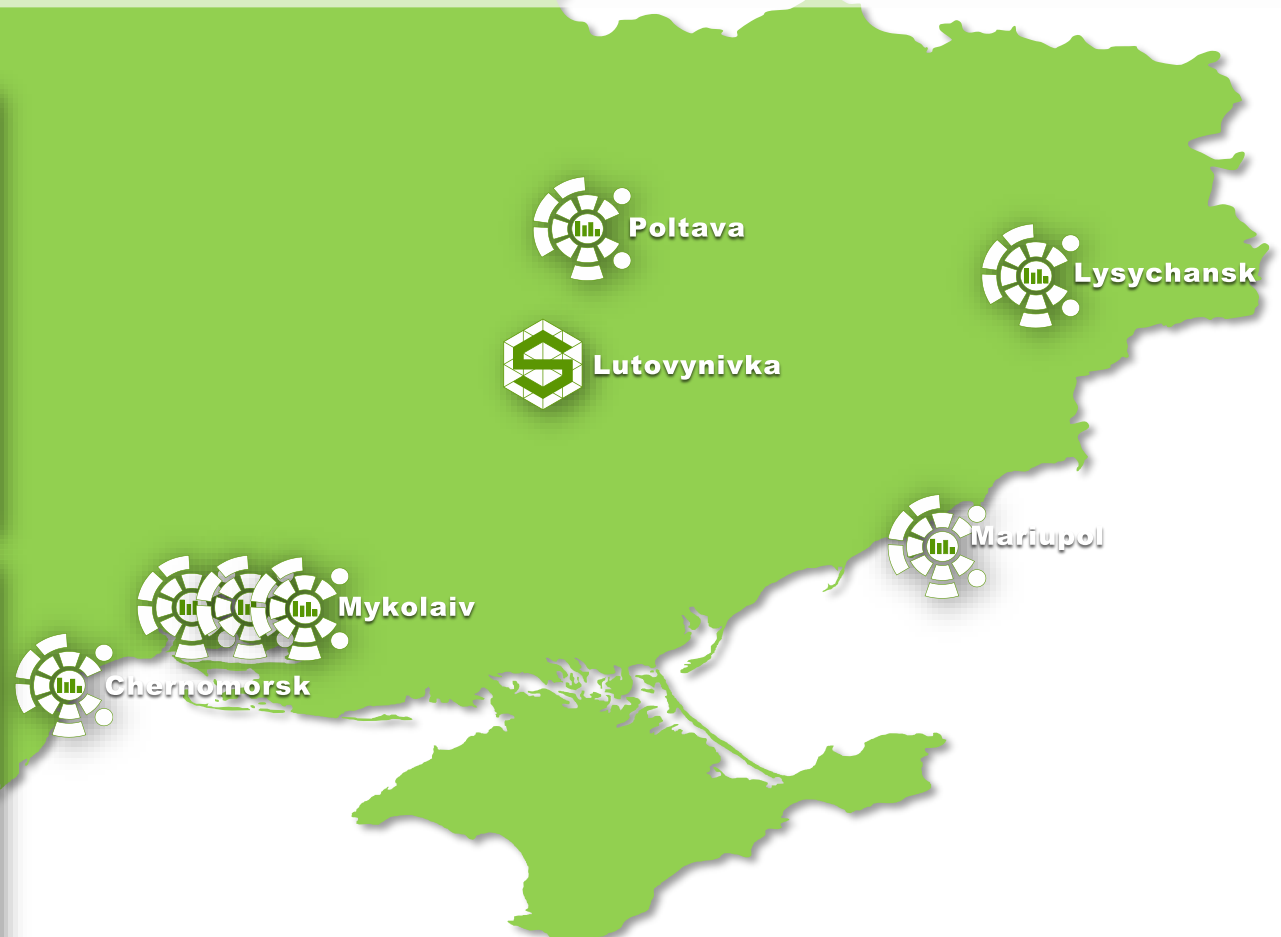 Poltava
Lysychansk
Lutovynivka
Mariupol
Mykolaiv
Chernomorsk